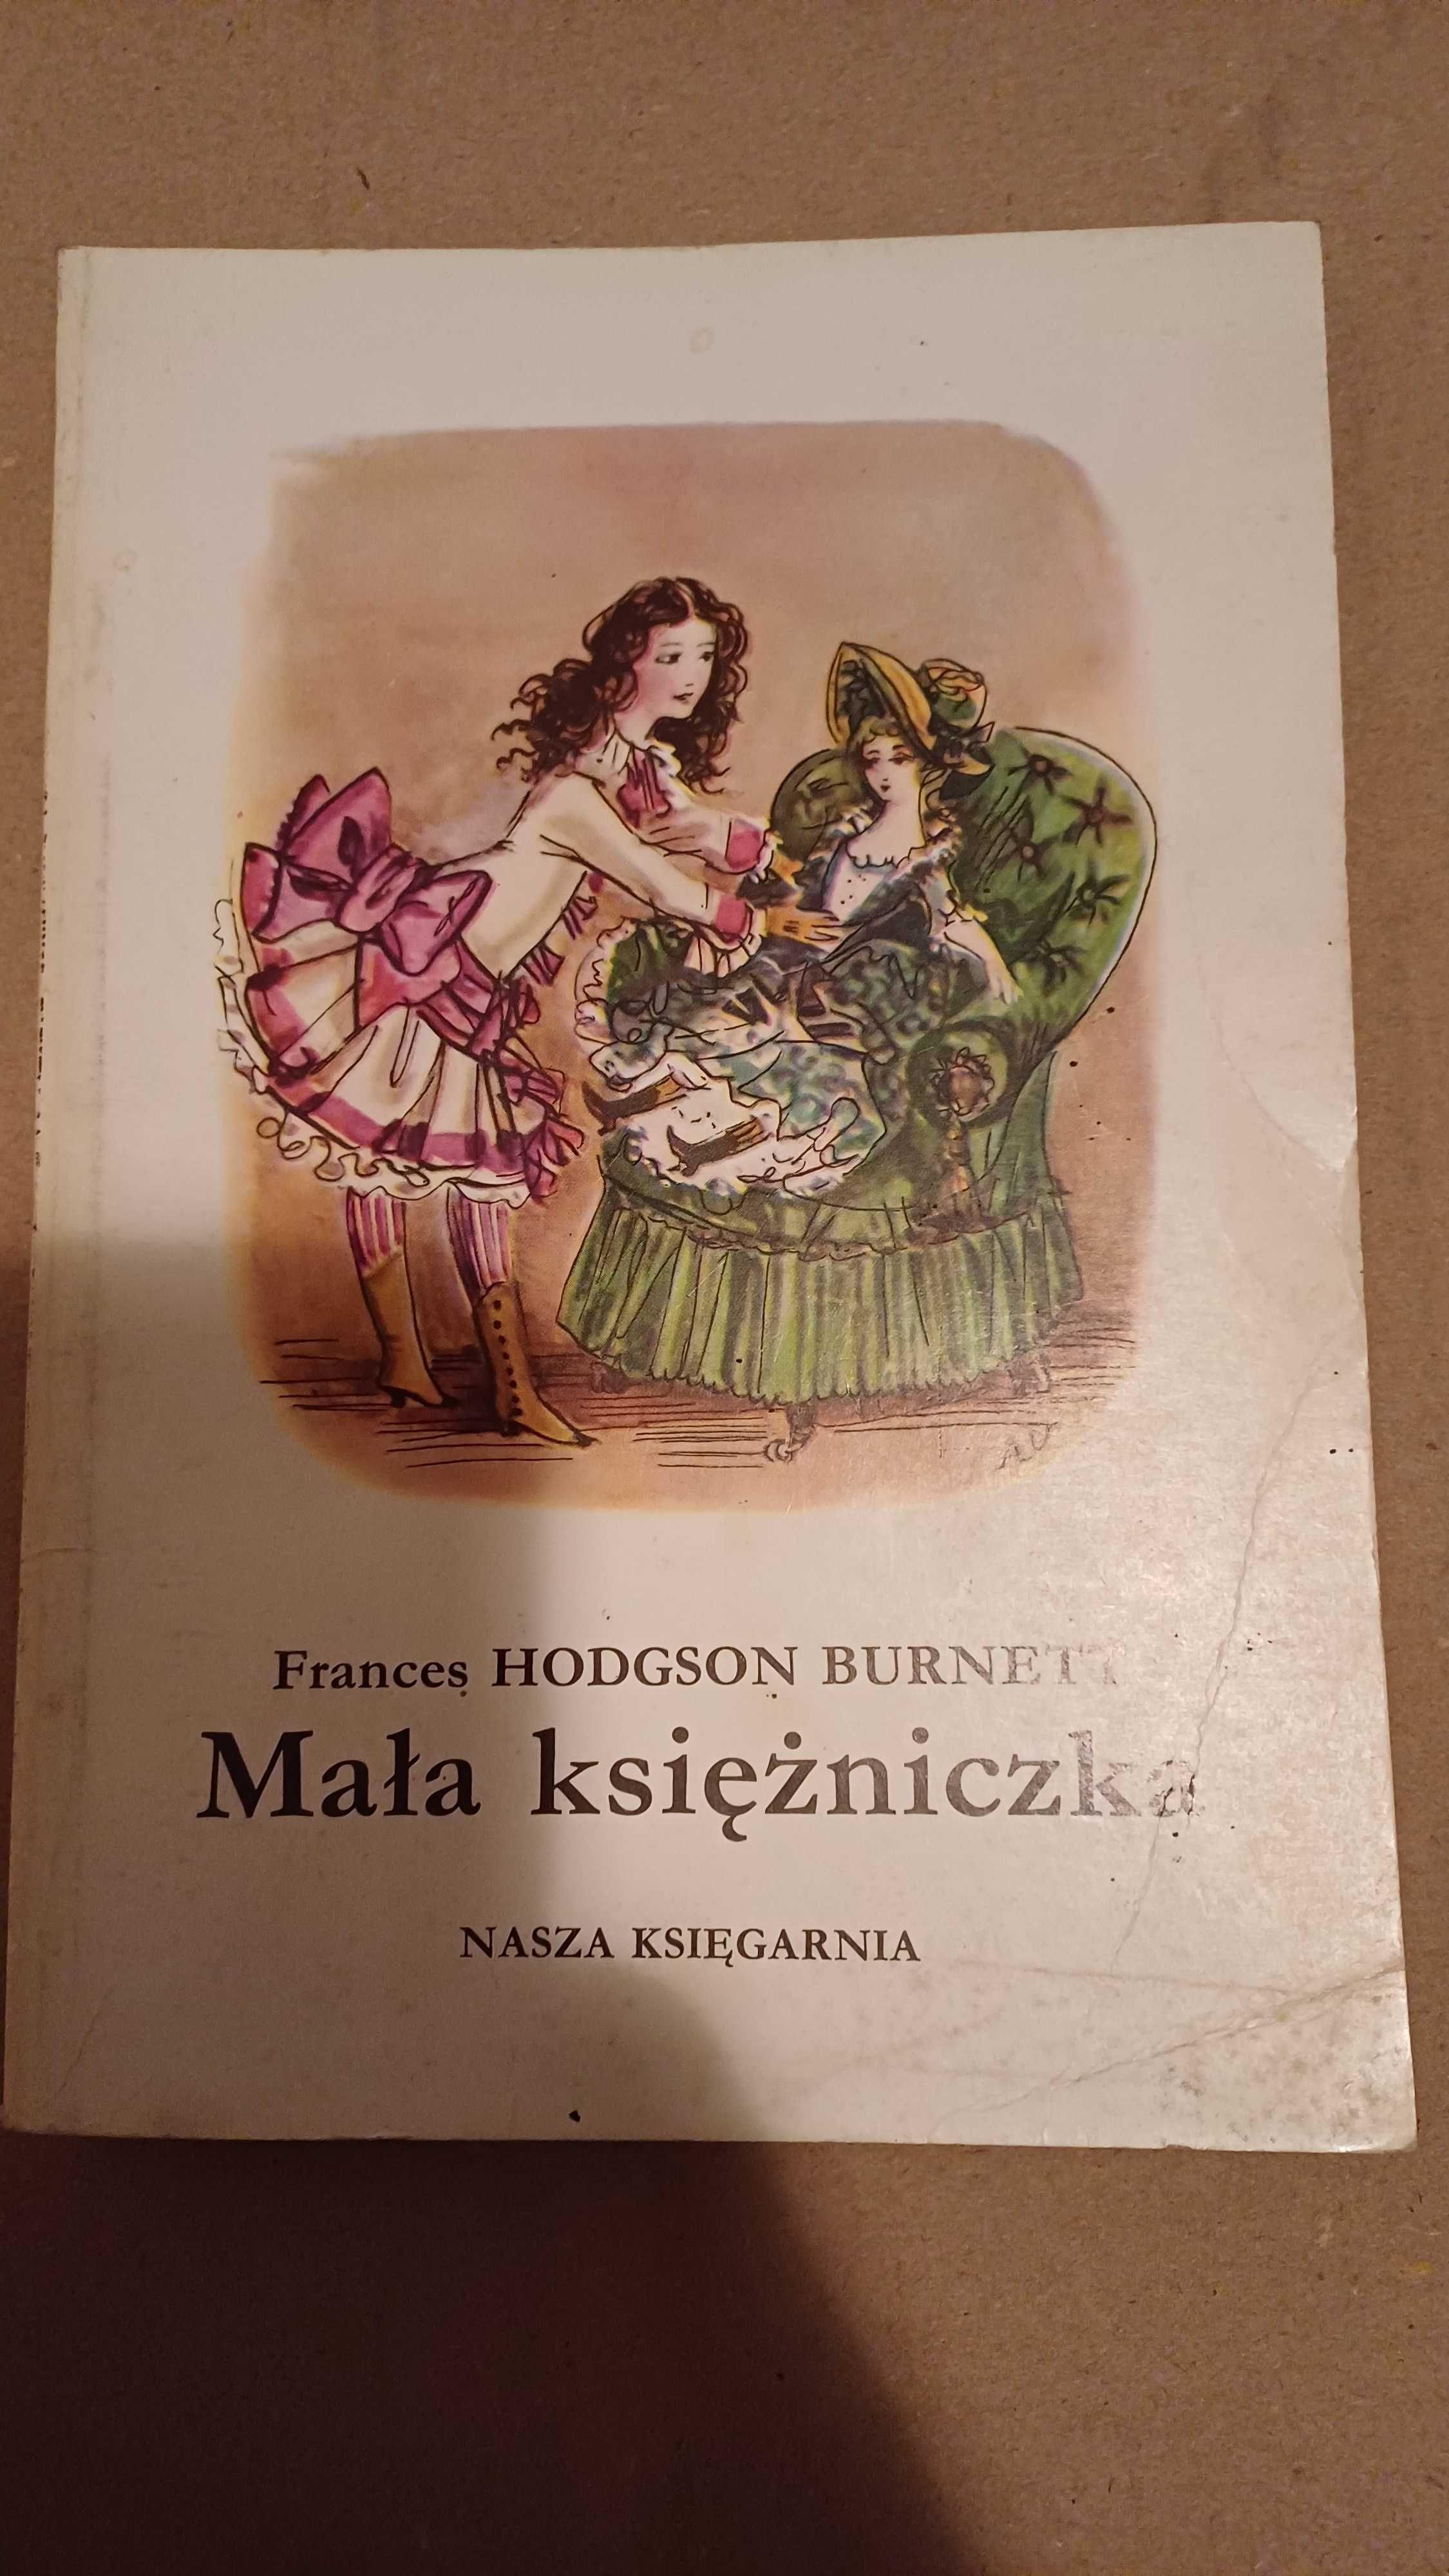 Frances HODGSON BURNETT
Mała księżniczka
NASZA KSIĘGARNIA